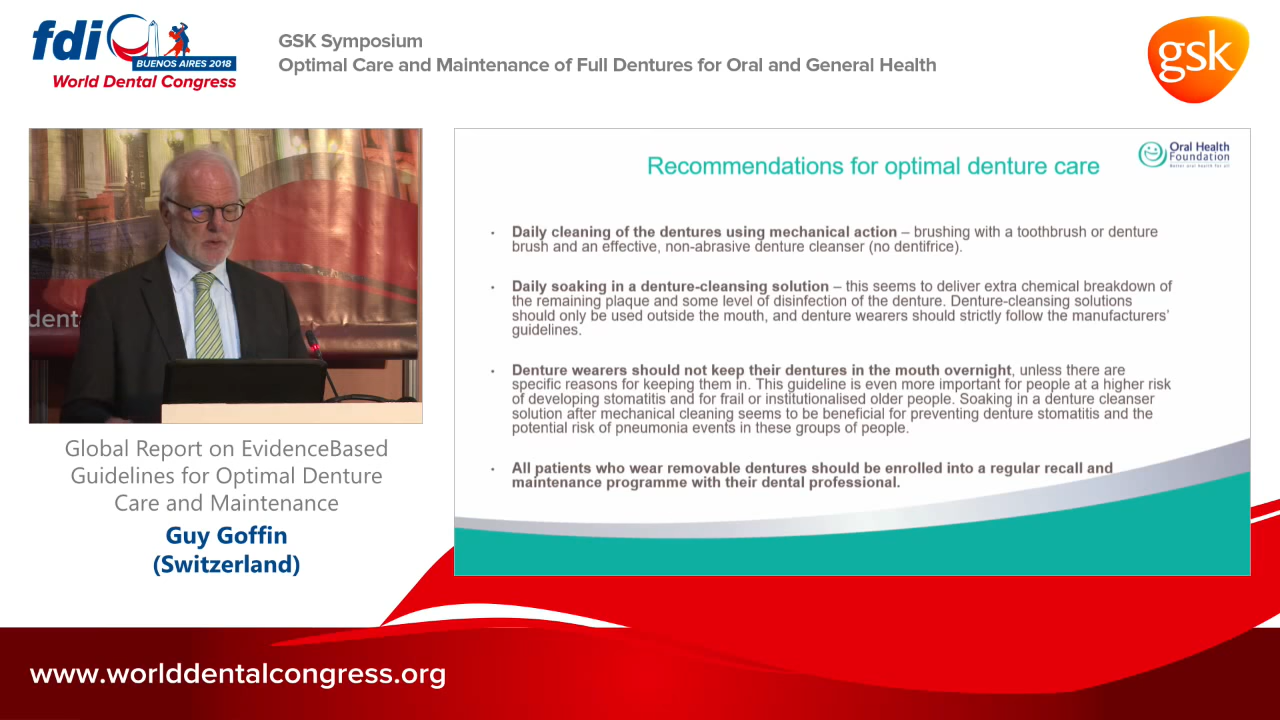 fdi
BUENOS AIRES 2018
World Dental Congress
GSK Symposium
Optimal Care and Maintenance of Full Dentures for Oral and General Health
gsk
dent
Global Report on EvidenceBased
Guidelines for Optimal Denture
Care and Maintenance
Guy Goffin
(Switzerland)
Oral Health
Foundation
Better oral health for all
Recommendations for optimal denture care
• Daily cleaning of the dentures using mechanical action – brushing with a toothbrush or denture
brush and an effective, non-abrasive denture cleanser (no dentifrice).
• Daily soaking in a denture-cleansing solution – this seems to deliver extra chemical breakdown of
the remaining plaque and some level of disinfection of the denture. Denture-cleansing solutions
should only be used outside the mouth, and denture wearers should strictly follow the manufacturers’
guidelines.
• Denture wearers should not keep their dentures in the mouth overnight, unless there are
specific reasons for keeping them in. This guideline is even more important for people at a higher risk
of developing stomatitis and for frail or institutionalised older people. Soaking in a denture cleanser
solution after mechanical cleaning seems to be beneficial for preventing denture stomatitis and the
potential risk of pneumonia events in these groups of people.
• All patients who wear removable dentures should be enrolled into a regular recall and
maintenance programme with their dental professional.
www.worlddentalcongress.org